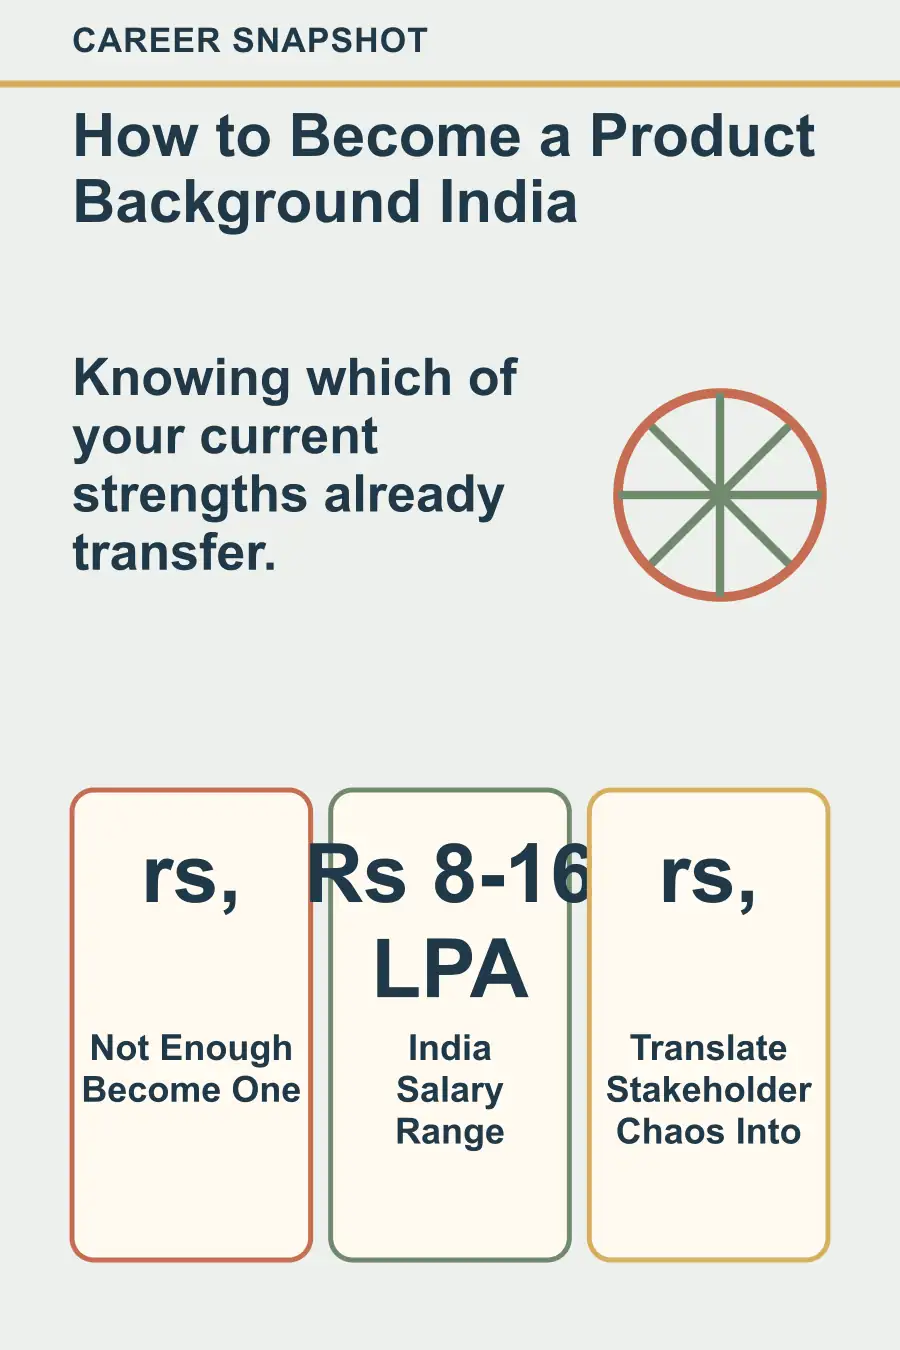 CAREER SNAPSHOT
How to Become a Product
Background India
Knowing which of
your current
strengths already
transfer.
rs,
Not Enough
Become One
Rs 8-16
LPA
India
Salary
Range
rs,
Translate
Stakeholder
Chaos Into